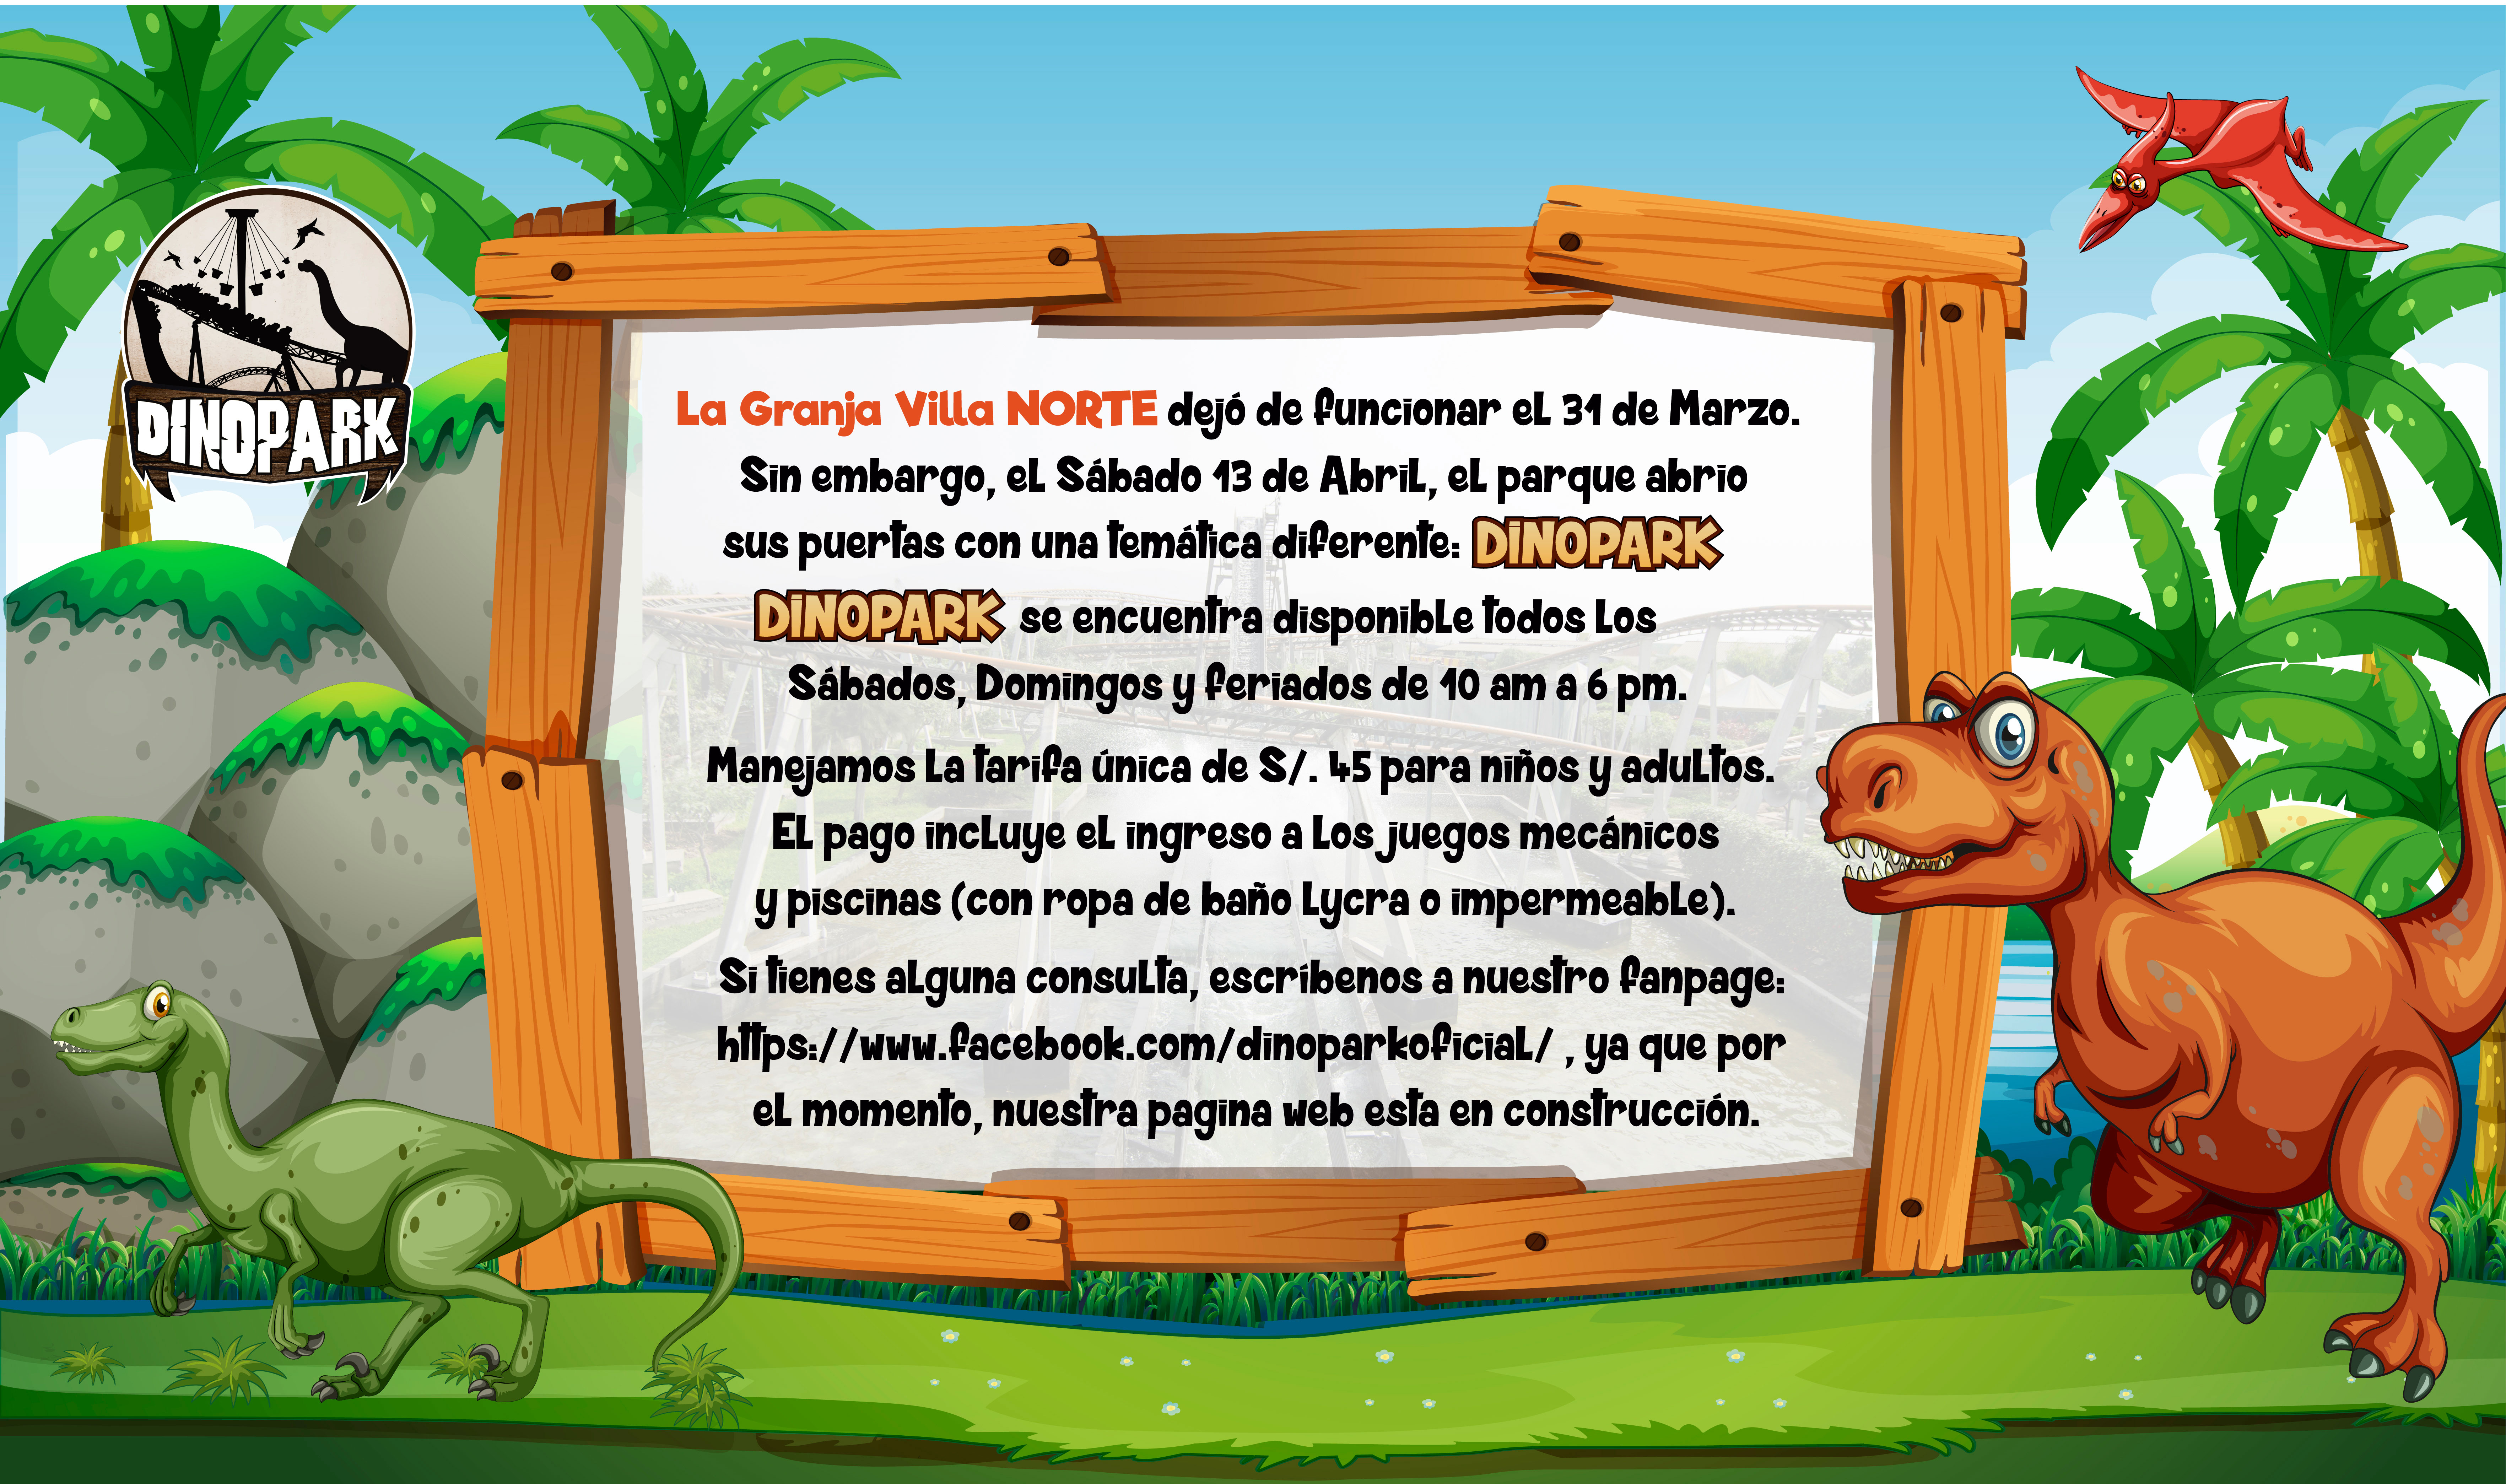 DINOPARK
La Granja Villa NORTE dejó de funcionar el 31 de Marzo.
Sin embargo, el Sábado 13 de Abril, el parque abrio
sus puertas con una temática diferente: DINOPARK
DINOPARK se encuentra disponible todos los
Sábados, Domingos y feriados de 10 am a 6 pm.
Manejamos la tarifa única de S/. 45 para niños y adultos.
El pago incluye el ingreso a los juegos mecánicos
y piscinas (con ropa de baño lycra o impermeable).
Si tienes alguna consulta, escríbenos a nuestro fanpage:
https://www.facebook.com/dinoparkoficial/ , ya que por
el momento, nuestra pagina web esta en construcción.